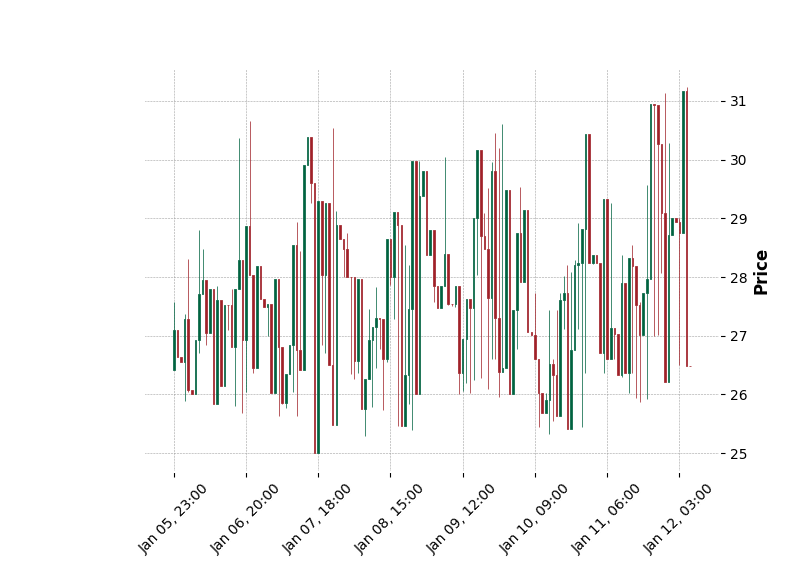 31
30
29
28
27
26
25
Price
Jan 05, 23:00
Jan 06, 20:00
Jan 07, 18:00
Jan 08, 15:00
Jan 09, 12:00
Jan 10, 09:00
Jan 11, 06:00
Jan 12, 03:00